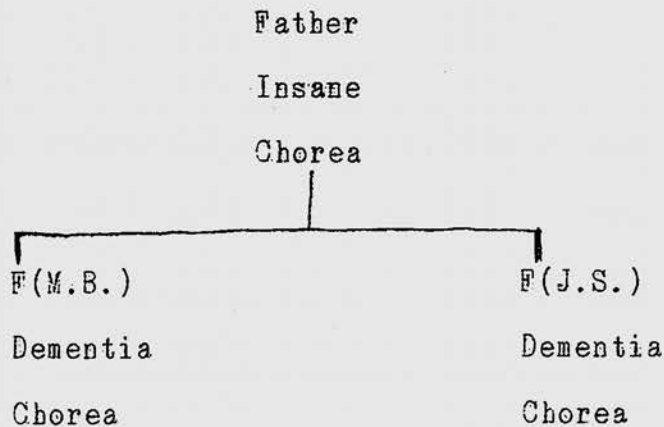 Father
Insane
Chorea
F(M.B.) F(J.S.)
Dementia Dementia
Chorea Chorea